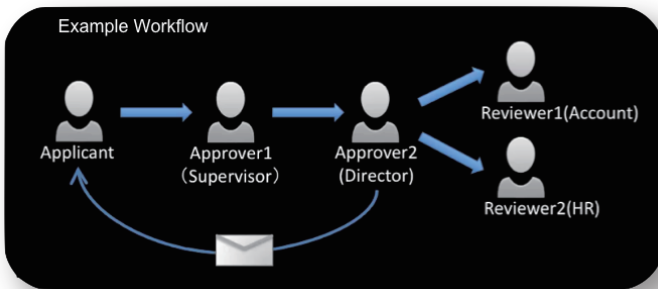 Example Workflow
Applicant
Approver1
（Supervisor）
Approver2
(Director)
Reviewer1(Account)
Reviewer2(HR)